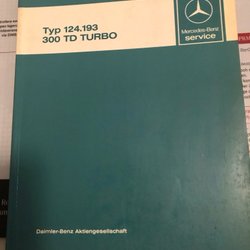 Typ 124.193
300 TD TURBO
Mercedes-Benz
service
Daimler-Benz Aktiengesellschaft